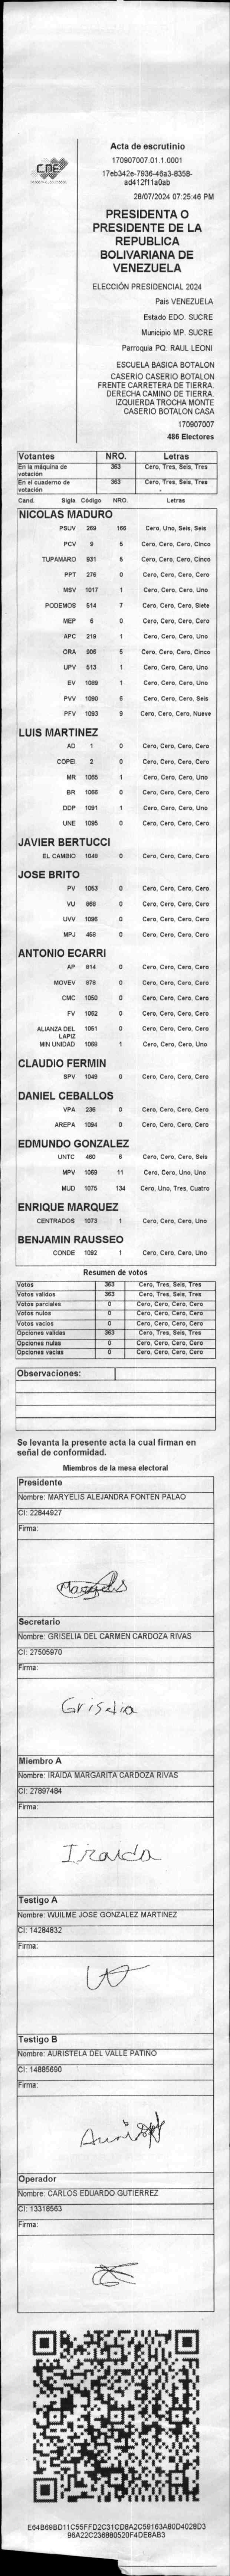 CNE
Acta de escrutinio
170907007.01.1.0001
17eb342e-7936-46a3-8358-
ad412f11a0ab
28/07/2024 07:25:46 PM
PRESIDENTA O
PRESIDENTE DE LA
REPUBLICA
BOLIVARIANA DE
VENEZUELA
ELECCIÓN PRESIDENCIAL 2024
Pais VENEZUELA
Estado EDO. SUCRE
Municipio MP. SUCRE
Parroquia PQ. RAUL LEONI
ESCUELA BASICA BOTALON
CASERIO CASERIO BOTALON
FRENTE CARRETERA DE TIERRA.
DERECHA CAMINO DE TIERRA.
IZQUIERDA TROCHA MONTE
CASERIO BOTALON CASA
170907007
486 Electores
Votantes NRO. Letras
En la máquina de votación 363 Cero, Tres, Seis, Tres
En el cuaderno de votación 363 Cero, Tres, Seis, Tres
Cand. Sigla Código NRO. Letras
NICOLAS MADURO
PSUV 269 166 Cero, Uno, Seis, Seis
PCV 9 5 Cero, Cero, Cero, Cinco
TUPAMARO 931 5 Cero, Cero, Cero, Cinco
PPT 276 0 Cero, Cero, Cero, Cero
MSV 1017 1 Cero, Cero, Cero, Uno
PODEMOS 514 7 Cero, Cero, Cero, Siete
MEP 6 0 Cero, Cero, Cero, Cero
APC 219 1 Cero, Cero, Cero, Uno
ORA 905 5 Cero, Cero, Cero, Cinco
UPV 513 1 Cero, Cero, Cero, Uno
EV 1089 1 Cero, Cero, Cero, Uno
PVV 1090 6 Cero, Cero, Cero, Seis
PFV 1093 9 Cero, Cero, Cero, Nueve
LUIS MARTINEZ
AD 1 0 Cero, Cero, Cero, Cero
COPEI 2 0 Cero, Cero, Cero, Cero
MR 1065 1 Cero, Cero, Cero, Uno
BR 1066 0 Cero, Cero, Cero, Cero
DDP 1091 1 Cero, Cero, Cero, Uno
UNE 1095 0 Cero, Cero, Cero, Cero
JAVIER BERTUCCI
EL CAMBIO 1048 0 Cero, Cero, Cero, Cero
JOSE BRITO
PV 1053 0 Cero, Cero, Cero, Cero
VU 868 0 Cero, Cero, Cero, Cero
UVV 1096 0 Cero, Cero, Cero, Cero
MPJ 458 0 Cero, Cero, Cero, Cero
ANTONIO ECARRI
AP 814 0 Cero, Cero, Cero, Cero
MOVEV 978 0 Cero, Cero, Cero, Cero
CMC 1050 0 Cero, Cero, Cero, Cero
FV 1062 0 Cero, Cero, Cero, Cero
ALIANZA DEL LAPIZ 1051 0 Cero, Cero, Cero, Cero
MIN UNIDAD 1068 1 Cero, Cero, Cero, Uno
CLAUDIO FERMIN
SPV 1049 0 Cero, Cero, Cero, Cero
DANIEL CEBALLOS
VPA 236 0 Cero, Cero, Cero, Cero
AREPA 1094 0 Cero, Cero, Cero, Cero
EDMUNDO GONZALEZ
UNTC 460 6 Cero, Cero, Cero, Seis
MPV 1069 11 Cero, Cero, Uno, Uno
MUD 1075 134 Cero, Uno, Tres, Cuatro
ENRIQUE MARQUEZ
CENTRADOS 1073 1 Cero, Cero, Cero, Uno
BENJAMIN RAUSSEO
CONDE 1092 1 Cero, Cero, Cero, Uno
Resumen de votos
Votos 363 Cero, Tres, Seis, Tres
Votos validos 363 Cero, Tres, Seis, Tres
Votos parciales 0 Cero, Cero, Cero, Cero
Votos nulos 0 Cero, Cero, Cero, Cero
Votos vacios 0 Cero, Cero, Cero, Cero
Opciones validas 363 Cero, Tres, Seis, Tres
Opciones nulas 0 Cero, Cero, Cero, Cero
Opciones vacias 0 Cero, Cero, Cero, Cero
Observaciones:
Se levanta la presente acta la cual firman en
señal de conformidad.
Miembros de la mesa electoral
Presidente
Nombre: MARYELIS ALEJANDRA FONTEN PALAO
CI: 22844927
Firma:
Maryelis
Secretario
Nombre: GRISELIA DEL CARMEN CARDOZA RIVAS
CI: 27505970
Firma:
Griselia
Miembro A
Nombre: IRAIDA MARGARITA CARDOZA RIVAS
CI: 27897484
Firma:
Iraida
Testigo A
Nombre: WUILME JOSE GONZALEZ MARTINEZ
CI: 14284832
Firma:
Testigo B
Nombre: AURISTELA DEL VALLE PATIÑO
CI: 14885690
Firma:
Operador
Nombre: CARLOS EDUARDO GUTIERREZ
CI: 13318563
Firma:
E64B69BD11C55FFD2C31CD8A2C59163A80D4028D3
96A22C236880520F4DE8AB3